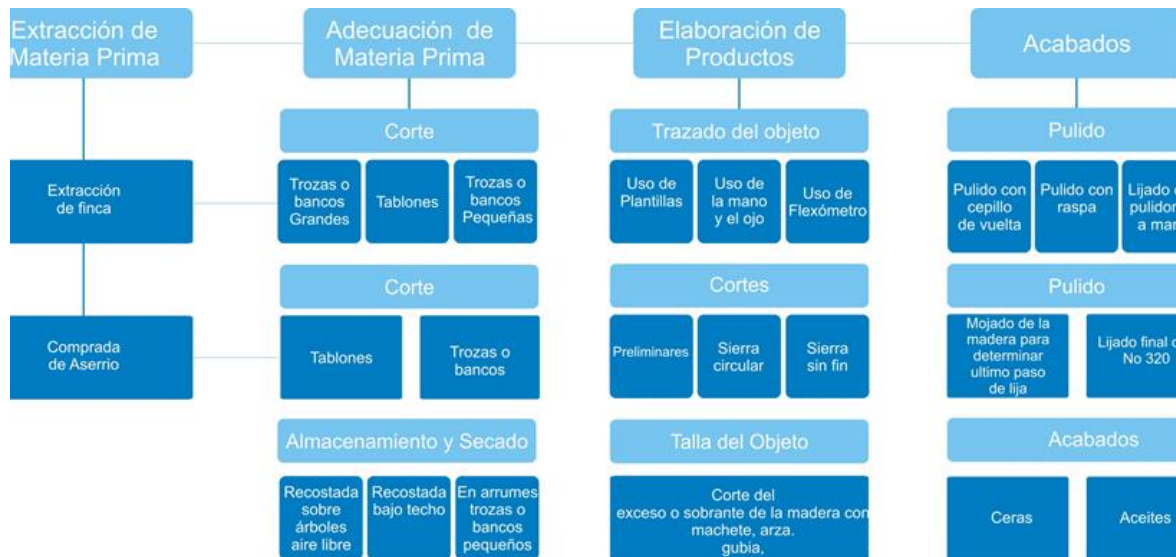 Extracción de
Materia Prima
Adecuación de
Materia Prima
Elaboración de
Productos
Acabados
Corte
Trazado del objeto
Pulido
Extracción
de finca
Trozas o
bancos
Grandes
Tablones
Trozas o
bancos
Pequeñas
Uso de
Plantillas
Uso de
la mano
y el ojo
Uso de
Flexómetro
Pulido con
cepillo
de vuelta
Pulido con
raspa
Lijado
a
Corte
Cortes
Pulido
Comprada
de Aserrio
Tablones
Trozas o
bancos
Preliminares
Sierra
circular
Sierra
sin fin
Mojado de la
madera para
determinar
ultimo paso
de lija
Lijado final
No 320
Almacenamiento y Secado
Talla del Objeto
Acabados
Recostada
sobre
árboles
aire libre
Recostada
bajo techo
En arrumes
trozas o
bancos
pequeños
Corte del
exceso o sobrante de la madera con
machete, arza.
gubia,
Ceras
Aceites